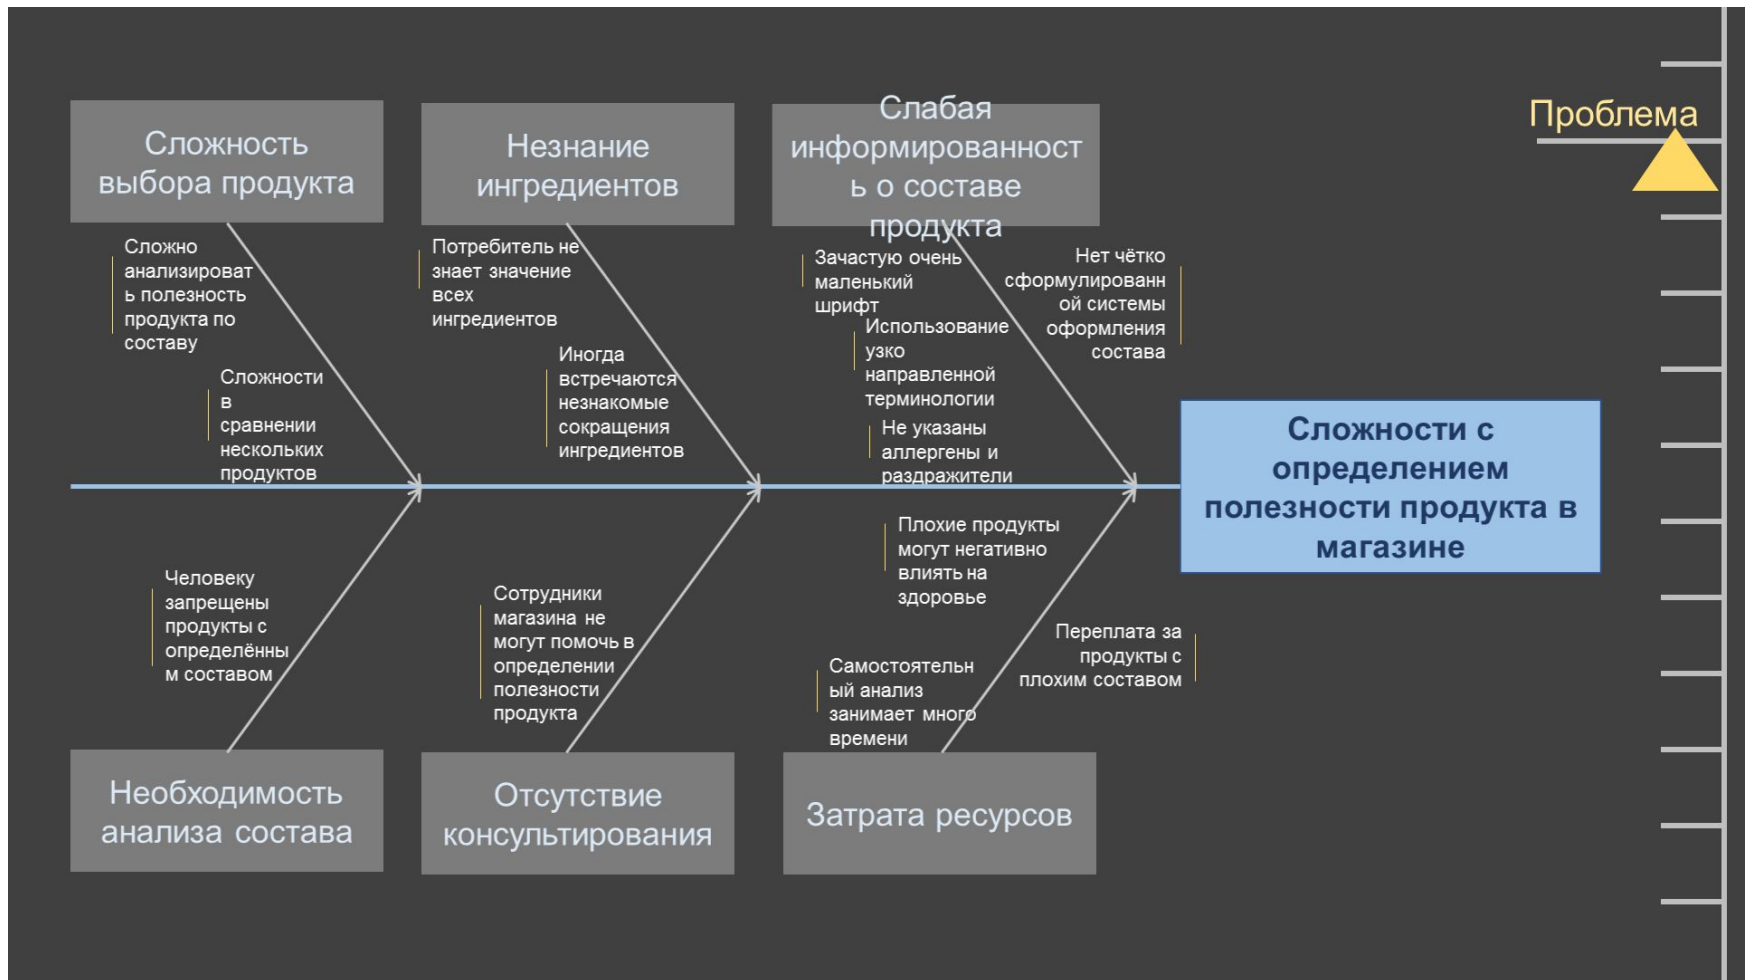 Проблема
Сложность
выбора продукта
Незнание
ингредиентов
Слабая
информированност
ь о составе
продукта
Сложно
анализироват
ь полезность
продукта по
составу
Сложности
в
сравнении
нескольких
продуктов
Потребитель не
знает значение
всех
ингредиентов
Иногда
встречаются
незнакомые
сокращения
ингредиентов
Зачастую очень
маленький
шрифт
Использование
узко
направленной
терминологии
Не указаны
аллергены и
раздражители
Нет чётко
сформулированн
ой системы
оформления
состава
Сложности с
определением
полезности продукта в
магазине
Человеку
запрещены
продукты с
определённы
м составом
Сотрудники
магазина не
могут помочь в
определении
полезности
продукта
Плохие продукты
могут негативно
влиять на
здоровье
Самостоятельн
ый анализ
занимает много
времени
Переплата за
продукты с
плохим составом
Необходимость
анализа состава
Отсутствие
консультирования
Затрата ресурсов